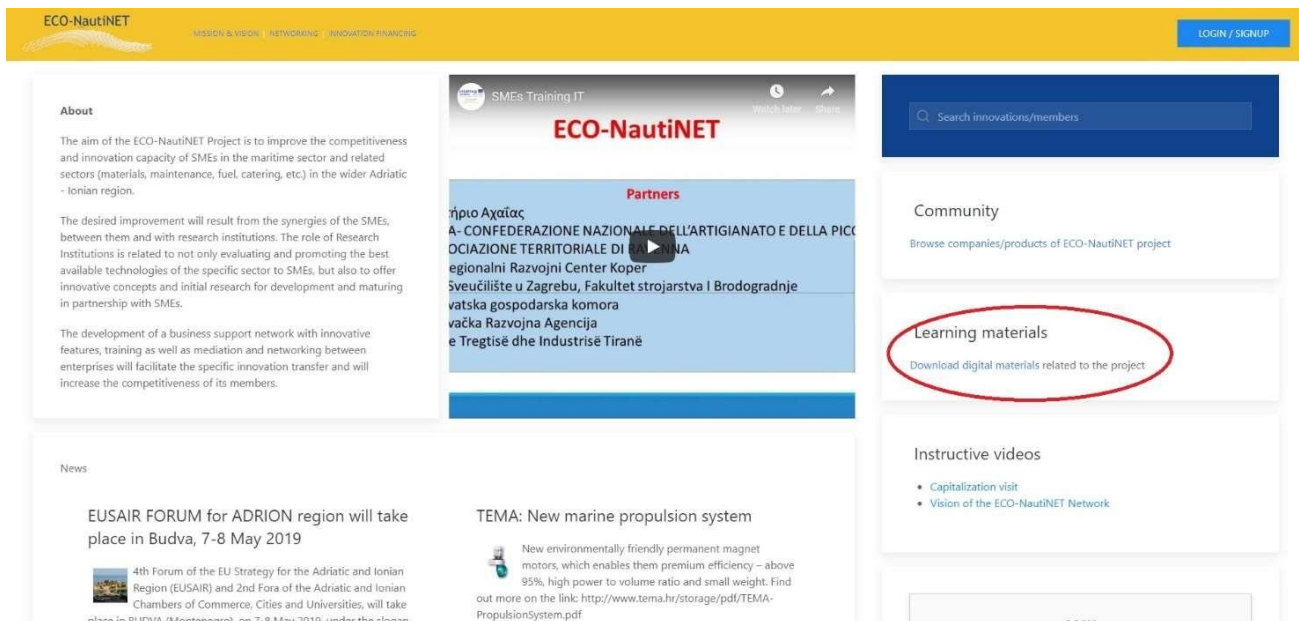 ECO-NautiNET
MISSION & VISION | NETWORKING | INNOVATION FINANCING
LOGIN / SIGNUP
About
The aim of the ECO-NautiNET Project is to improve the competitiveness
and innovation capacity of SMEs in the maritime sector and related
sectors (materials, maintenance, fuel, catering, etc.) in the wider Adriatic
- Ionian region.
The desired improvement will result from the synergies of the SMEs,
between them and with research institutions. The role of Research
Institutions is related to not only evaluating and promoting the best
available technologies of the specific sector to SMEs, but also to offer
innovative concepts and initial research for development and maturing
in partnership with SMEs.
The development of a business support network with innovative
features, training as well as mediation and networking between
enterprises will facilitate the specific innovation transfer and will
increase the competitiveness of its members.
SMEs Training IT
Watch later
Share
ECO-NautiNET
Partners
τήριο Αχαΐας
A- CONFEDERAZIONE NAZIONALE DELL'ARTIGIANATO E DELLA PICC
OCIAZIONE TERRITORIALE DI RAVENNA
egionalni Razvojni Center Koper
Sveučilište u Zagrebu, Fakultet strojarstva I Brodogradnje
vatska gospodarska komora
vačka Razvojna Agencija
e Tregtisë dhe Industrisë Tiranë
Search innovations/members
Community
Browse companies/products of ECO-NautiNET project
Learning materials
Download digital materials related to the project
Instructive videos
• Capitalization visit
• Vision of the ECO-NautiNET Network
News
EUSAIR FORUM for ADRION region will take
place in Budva, 7-8 May 2019
4th Forum of the EU Strategy for the Adriatic and Ionian
Region (EUSAIR) and 2nd Fora of the Adriatic and Ionian
Chambers of Commerce, Cities and Universities, will take
place in BUDVA (Montenegro), on 7-8 May 2019, under the slogan
TEMA: New marine propulsion system
New environmentally friendly permanent magnet
motors, which enables them premium efficiency – above
95%, high power to volume ratio and small weight. Find
out more on the link: http://www.tema.hr/storage/pdf/TEMA-
PropulsionSystem.pdf